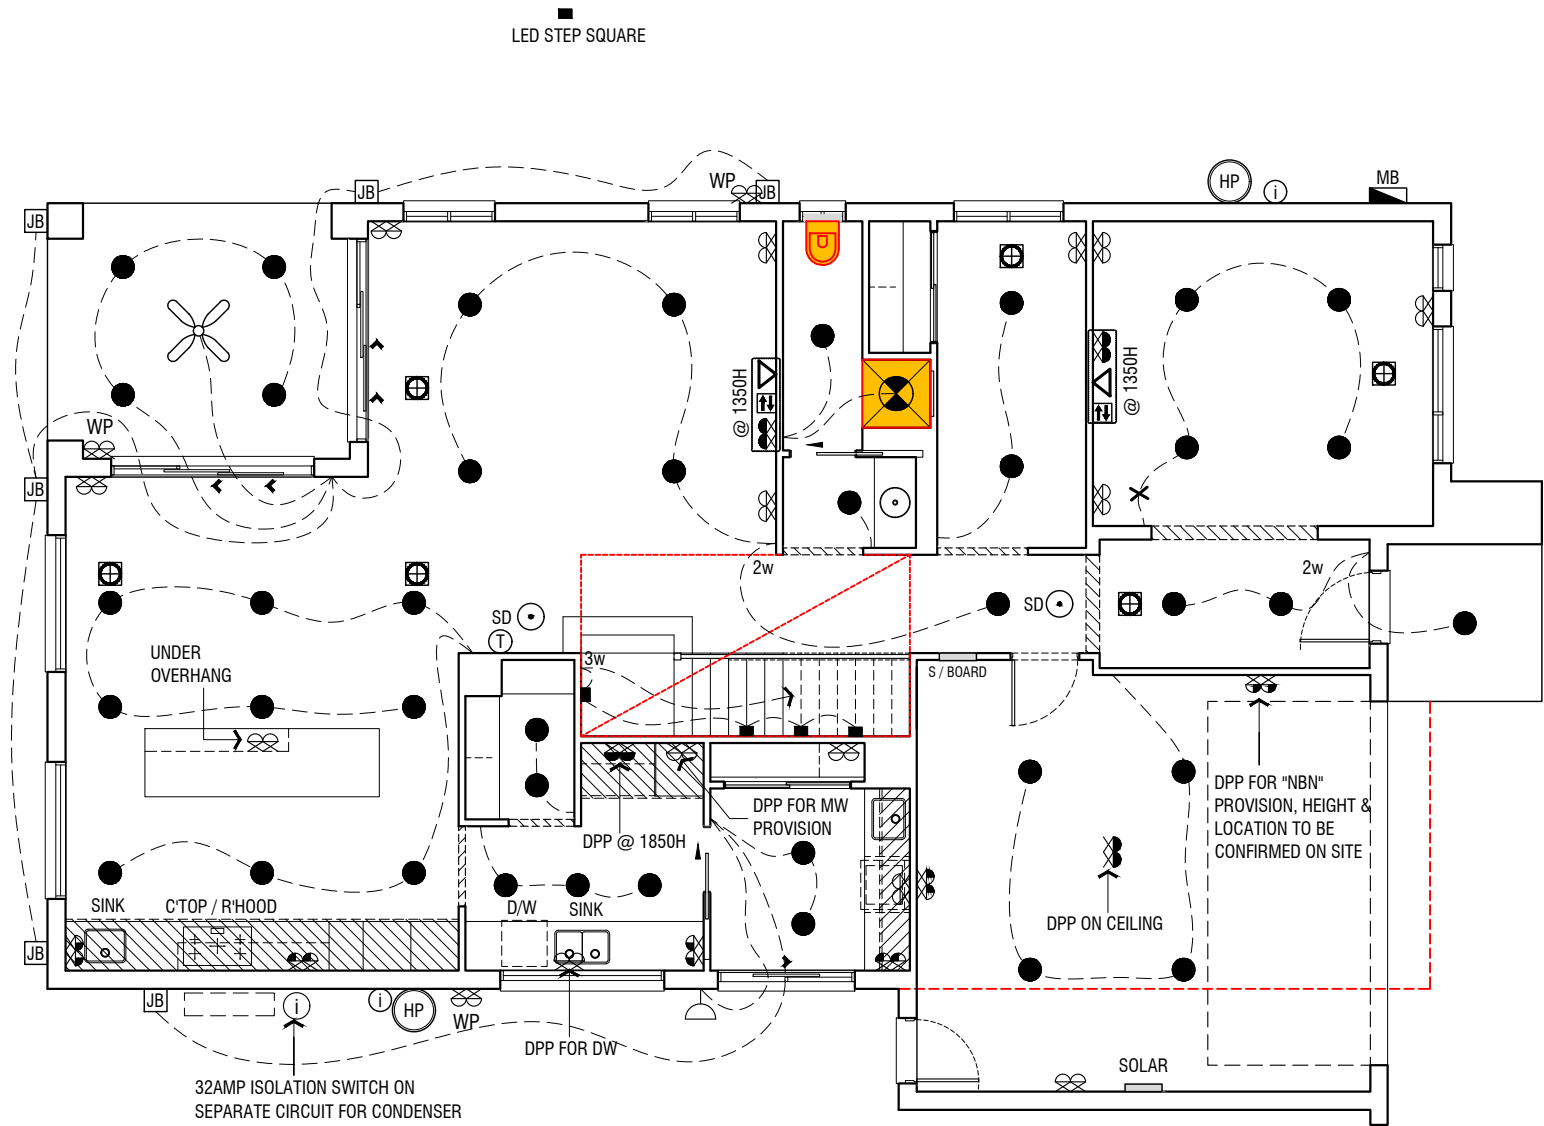 LED STEP SQUARE
JB
WP
JB
HP
i
MB
JB
@ 1350H
@ 1350H
WP
JB
2w
2w
SD
SD
T
UNDER
OVERHANG
3w
S / BOARD
DPP FOR "NBN"
PROVISION, HEIGHT &
LOCATION TO BE
CONFIRMED ON SITE
DPP FOR MW
PROVISION
DPP @ 1850H
SINK
C'TOP / R'HOOD
D/W
SINK
DPP ON CEILING
JB
JB
i
i
HP
WP
DPP FOR DW
SOLAR
32AMP ISOLATION SWITCH ON
SEPARATE CIRCUIT FOR CONDENSER